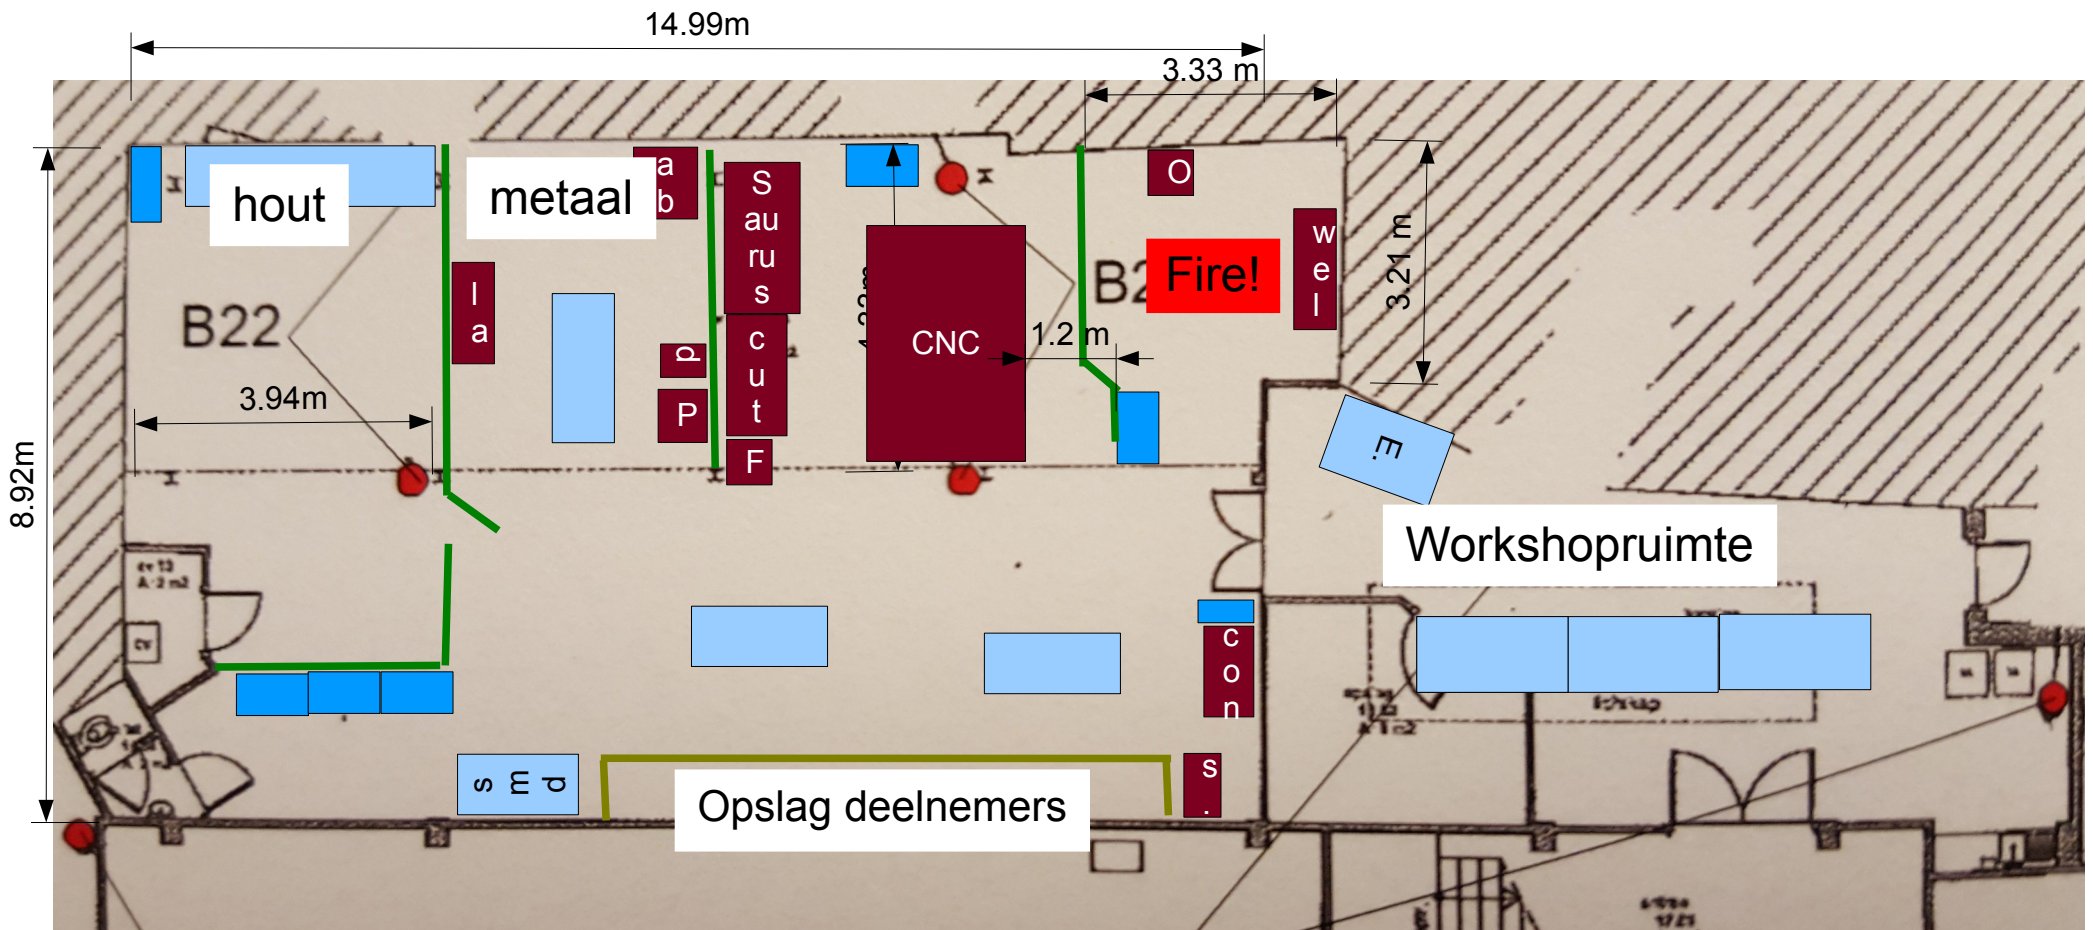 14.99m
3.33 m
hout
metaal
a
b
S
au
ru
s
O
w
e
l
Fire!
3.21 m
B22
l
a
CNC
1.2 m
c
u
t
p
P
F
3.94m
8.92m
E.
Workshopruimte
c
o
n
s
m
d
s
.
Opslag deelnemers